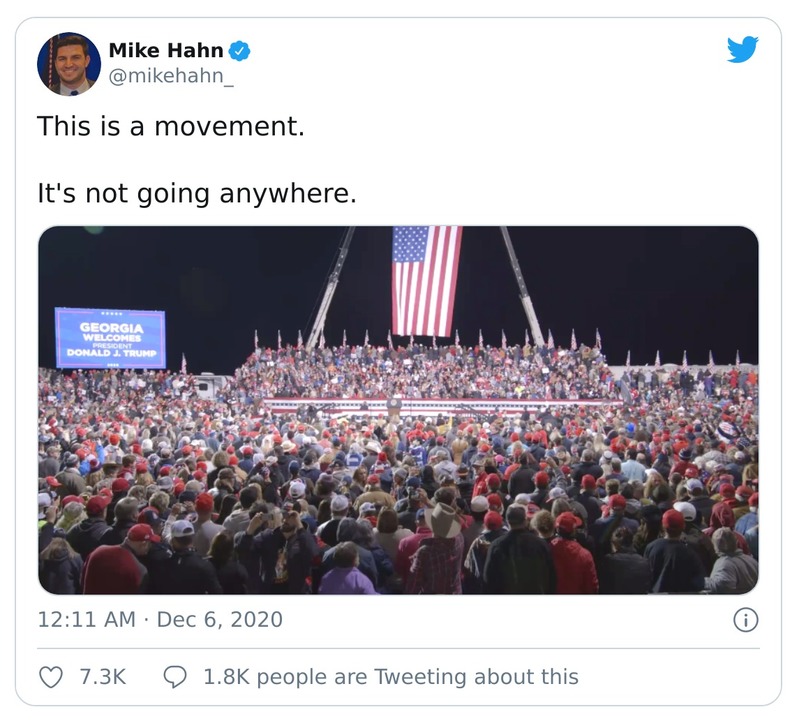 Mike Hahn
@mikehahn_
This is a movement.
It's not going anywhere.
GEORGIA
WELCOMES
PRESIDENT
DONALD J. TRUMP
12:11 AM · Dec 6, 2020
7.3K 1.8K people are Tweeting about this